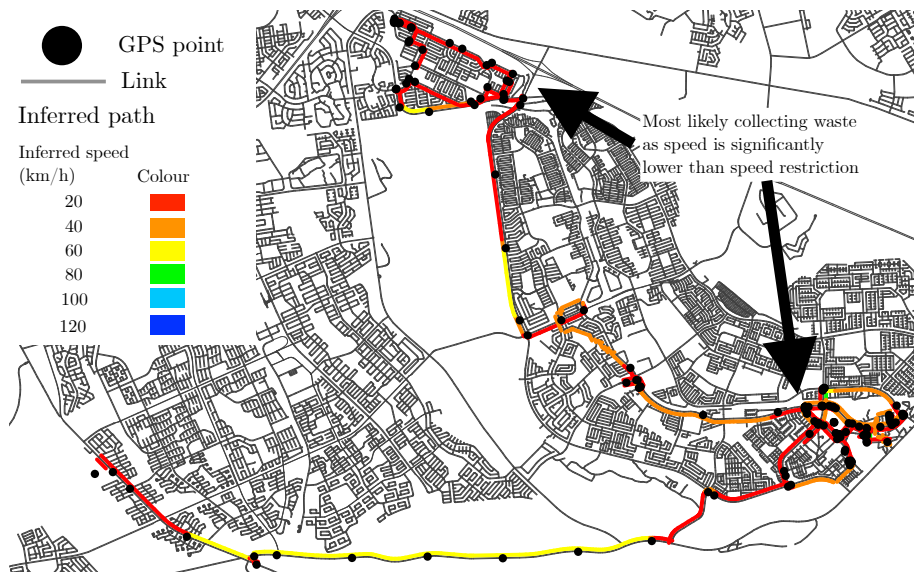 GPS point
Link
Inferred path
Inferred speed
(km/h) Colour
20
40
60
80
100
120
Most likely collecting waste
as speed is significantly
lower than speed restriction